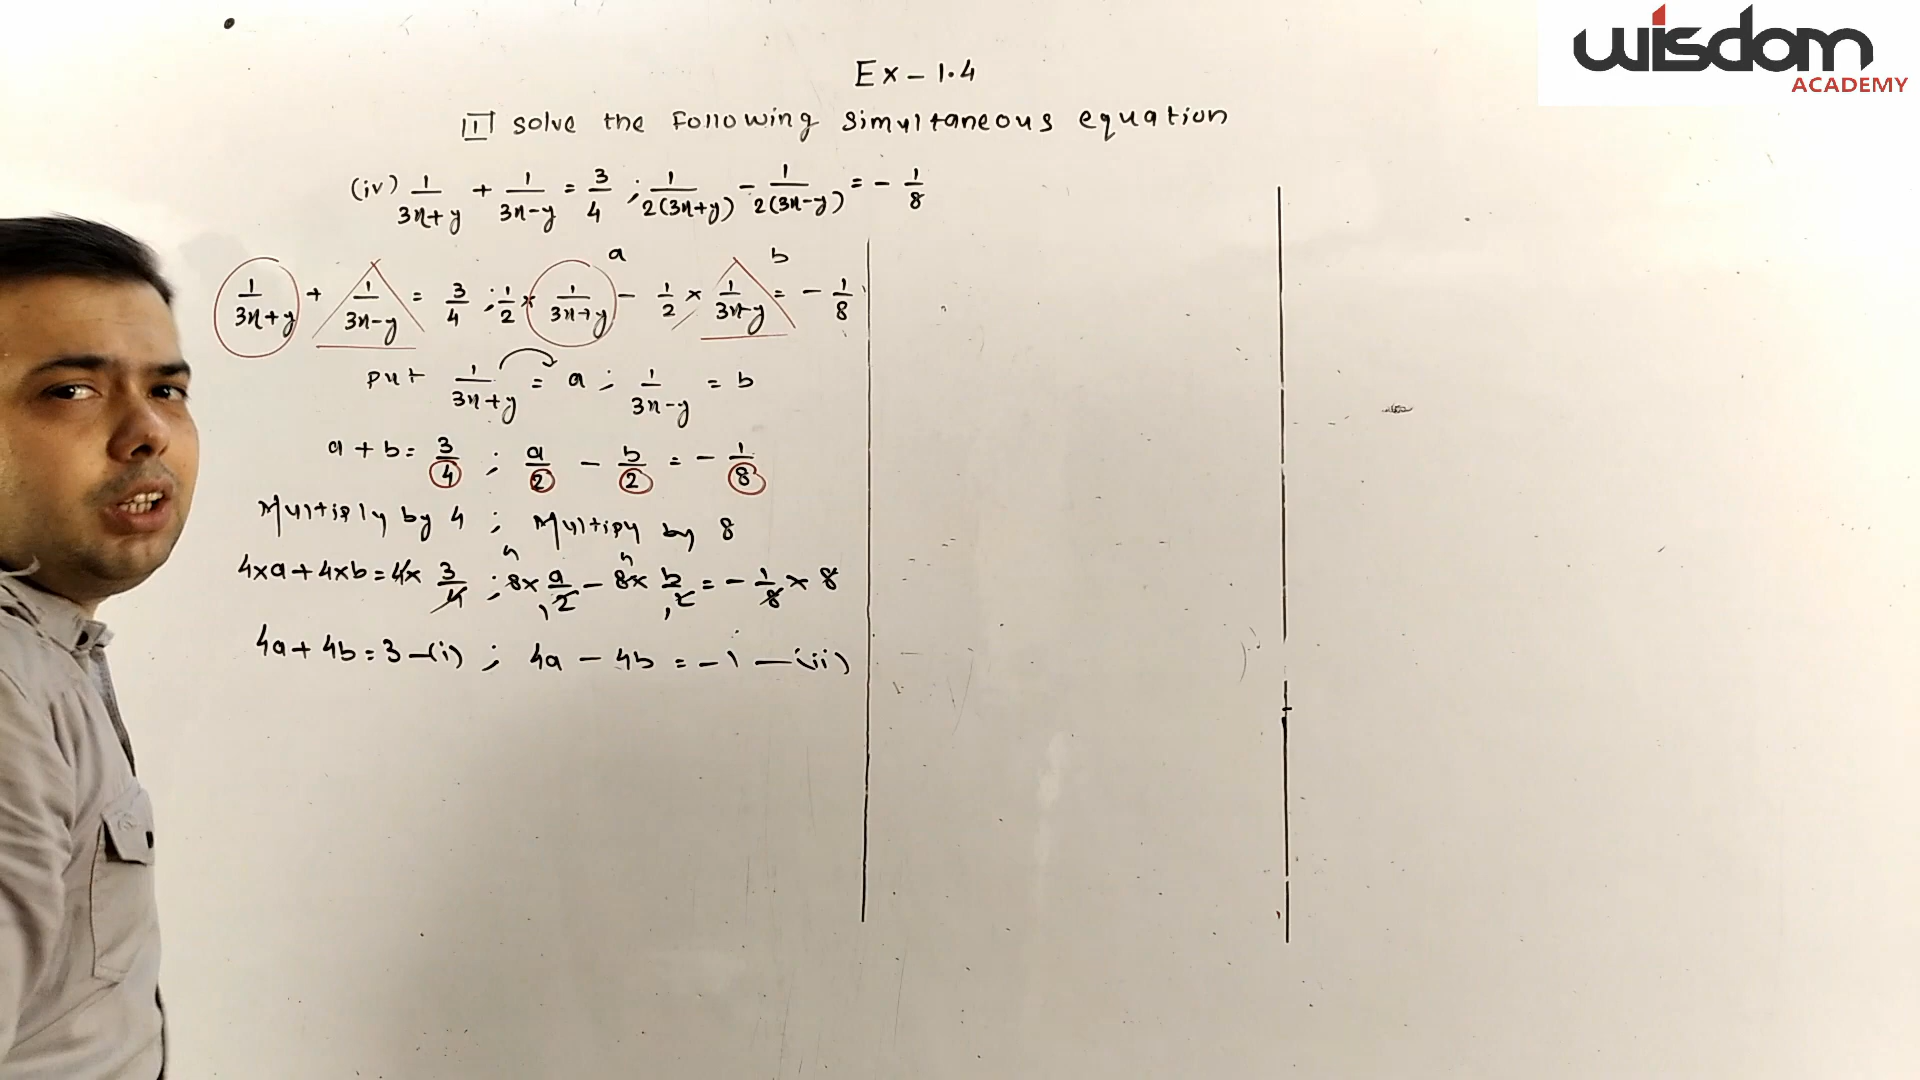 wisdom
ACADEMY
Ex - 1.4
1] solve the following simultaneous equation
(iv) 1/(3x+y) + 1/(3x-y) = 3/4 ; 1/(2(3x+y)) - 1/(2(3x-y)) = - 1/8
a b
1/(3x+y) + 1/(3x-y) = 3/4 ; 1/2 × 1/(3x+y) - 1/2 × 1/(3x-y) = - 1/8
put 1/(3x+y) = a ; 1/(3x-y) = b
a + b = 3/4 ; a/2 - b/2 = - 1/8
Multiply by 4 ; Multipy by 8
4 4
4×a + 4×b = 4× 3/4 ; 8× a/2 - 8× b/2 = - 1/8 × 8
1 1
4a + 4b = 3 -(i) ; 4a - 4b = -1 -(ii)